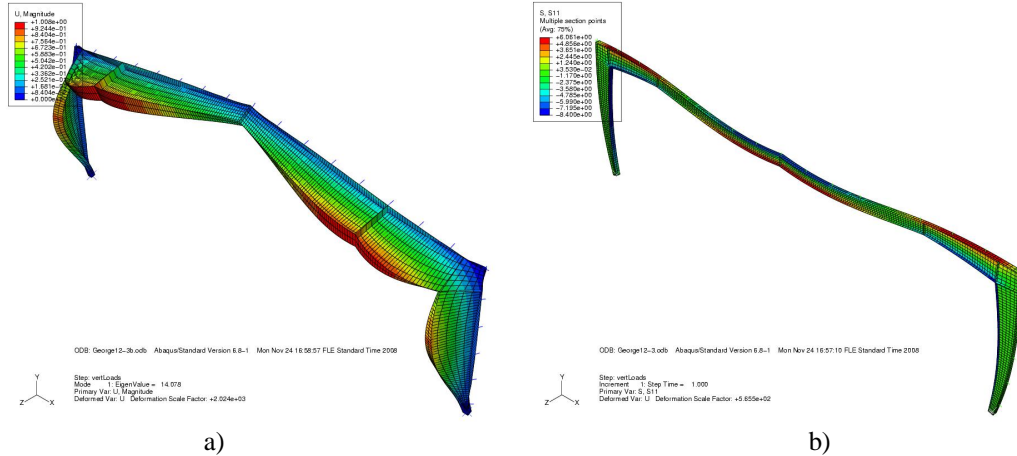 U, Magnitude
+1.008e+00
+9.244e-01
+8.404e-01
+7.564e-01
+6.723e-01
+5.883e-01
+5.042e-01
+4.202e-01
+3.362e-01
+2.521e-01
+1.681e-01
+8.404e-02
+0.000e+00
ODB: George12-3b.odb Abaqus/Standard Version 6.8-1 Mon Nov 24 16:58:57 FLE Standard Time 2008
Y
Z X
Step: vertLoads
Mode 1: EigenValue = 14.078
Primary Var: U, Magnitude
Deformed Var: U Deformation Scale Factor: +2.024e+03
a)
S, S11
Multiple section points
(Avg: 75%)
+6.061e+00
+4.856e+00
+3.651e+00
+2.445e+00
+1.240e+00
+3.530e-02
-1.170e+00
-2.375e+00
-3.580e+00
-4.785e+00
-5.990e+00
-7.195e+00
-8.400e+00
ODB: George12-3.odb Abaqus/Standard Version 6.8-1 Mon Nov 24 16:57:10 FLE Standard Time 2008
Y
Z X
Step: vertLoads
Increment 1: Step Time = 1.000
Primary Var: S, S11
Deformed Var: U Deformation Scale Factor: +5.655e+02
b)